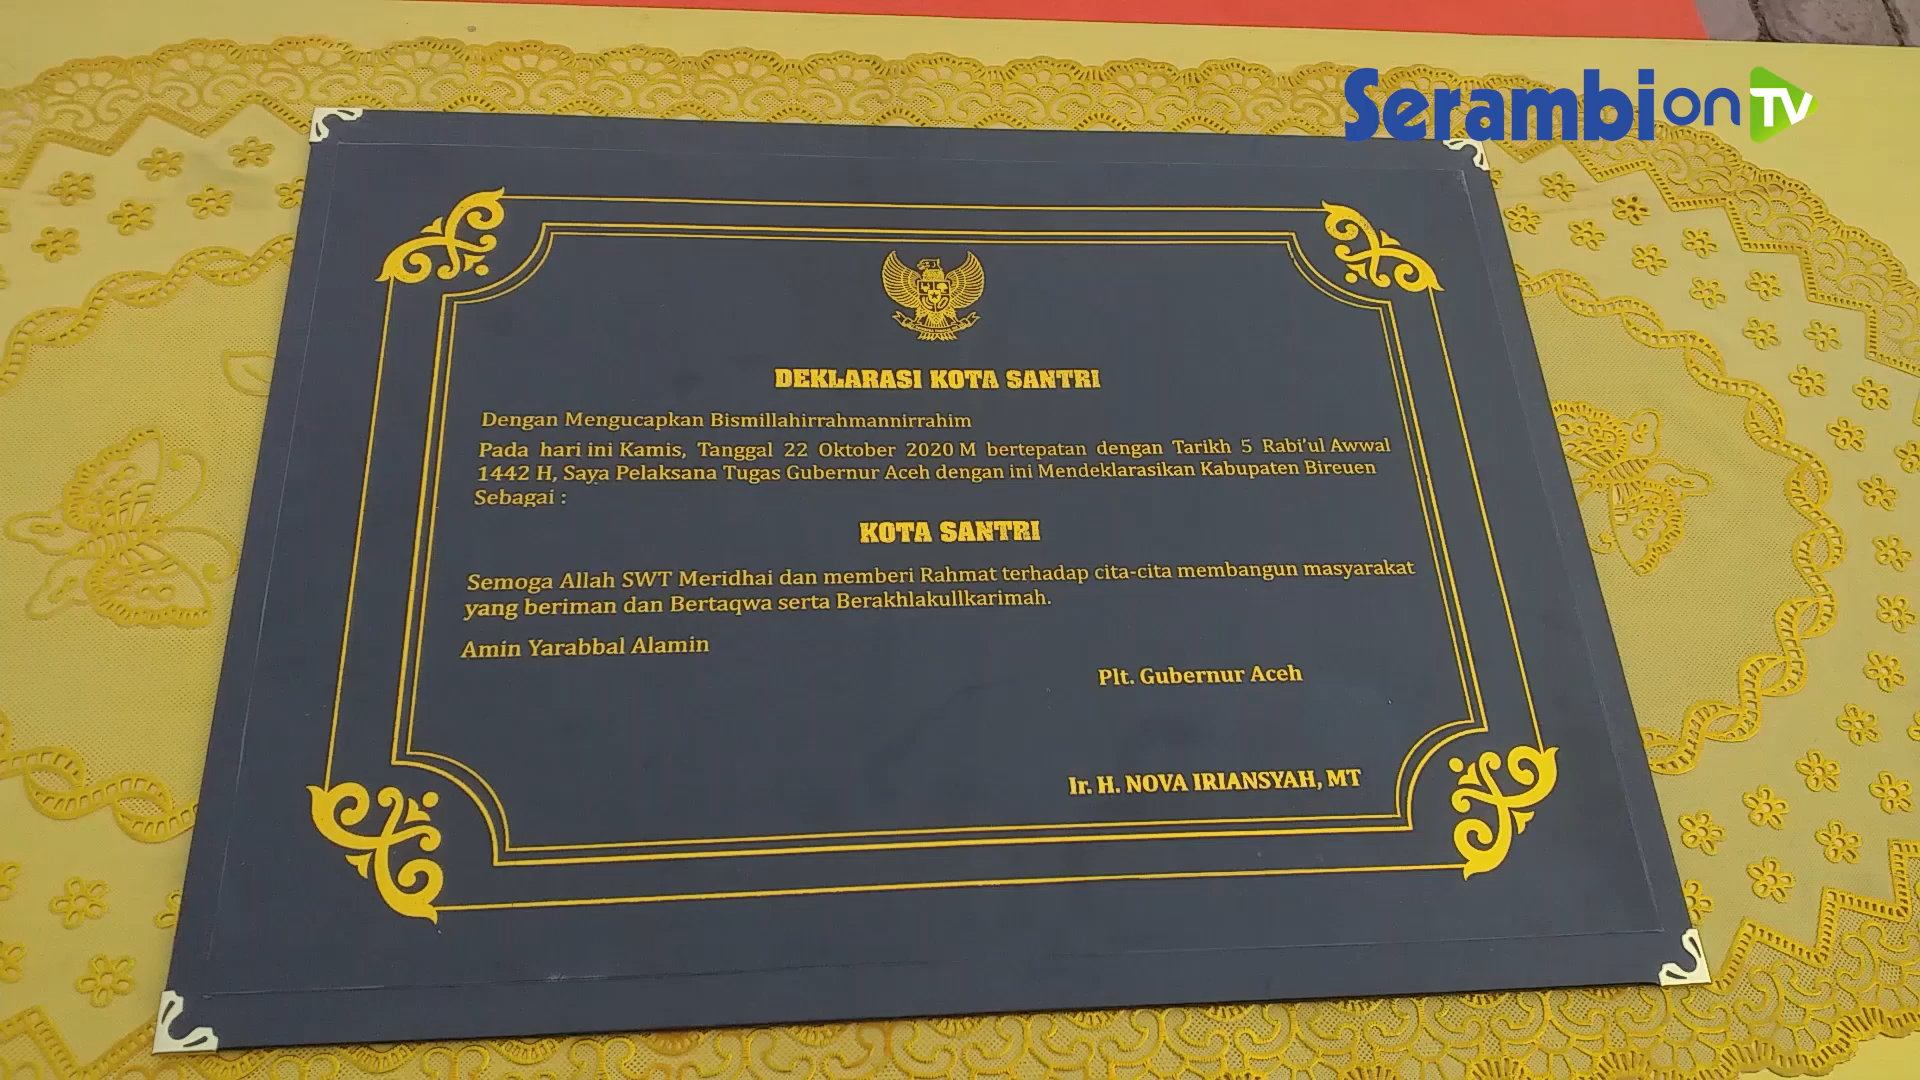 Serambi on TV
DEKLARASI KOTA SANTRI
Dengan Mengucapkan Bismillahirrahmannirrahim
Pada hari ini Kamis, Tanggal 22 Oktober 2020 M bertepatan dengan Tarikh 5 Rabi'ul Awwal
1442 H, Saya Pelaksana Tugas Gubernur Aceh dengan ini Mendeklarasikan Kabupaten Bireuen
Sebagai :
KOTA SANTRI
Semoga Allah SWT Meridhai dan memberi Rahmat terhadap cita-cita membangun masyarakat
yang beriman dan Bertaqwa serta Berakhlakullkarimah.
Amin Yarabbal Alamin
Plt. Gubernur Aceh
Ir. H. NOVA IRIANSYAH, MT